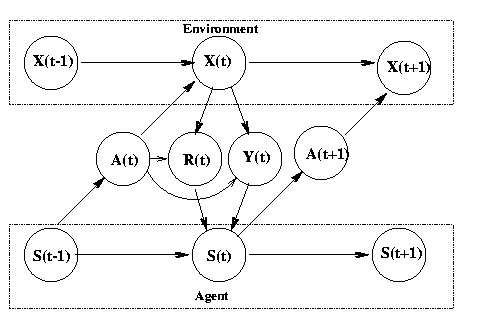 Environment
X(t-1) X(t) X(t+1)
A(t) R(t) Y(t) A(t+1)
S(t-1) S(t) S(t+1)
Agent